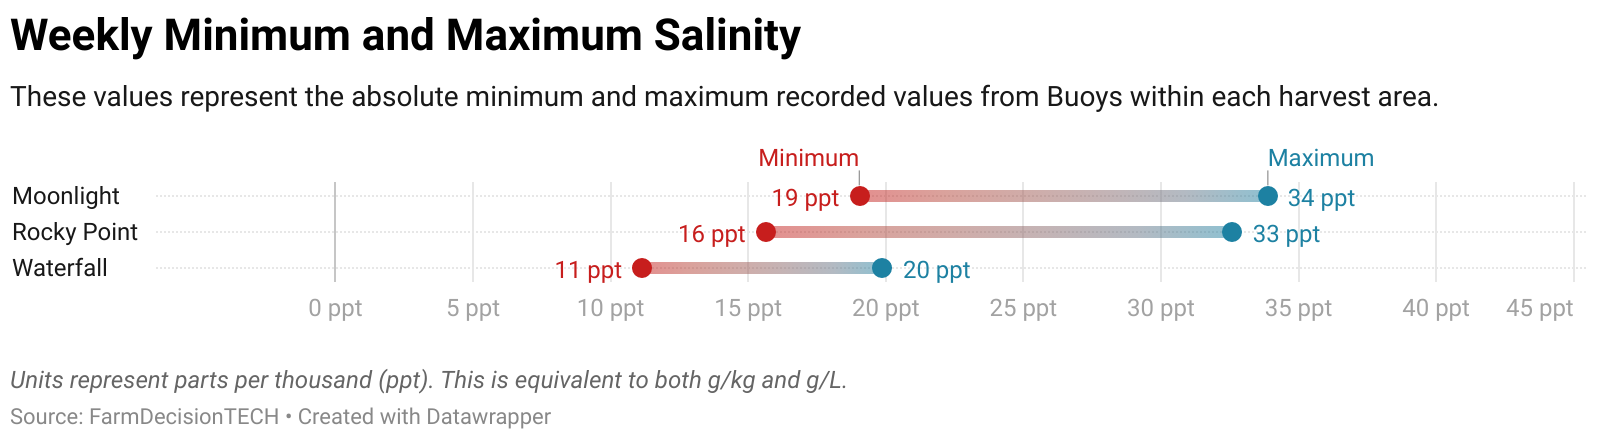 Weekly Minimum and Maximum Salinity
These values represent the absolute minimum and maximum recorded values from Buoys within each harvest area.
Minimum Maximum
Moonlight 19 ppt 34 ppt
Rocky Point 16 ppt 33 ppt
Waterfall 11 ppt 20 ppt
0 ppt 5 ppt 10 ppt 15 ppt 20 ppt 25 ppt 30 ppt 35 ppt 40 ppt 45 ppt
Units represent parts per thousand (ppt). This is equivalent to both g/kg and g/L.
Source: FarmDecisionTECH • Created with Datawrapper